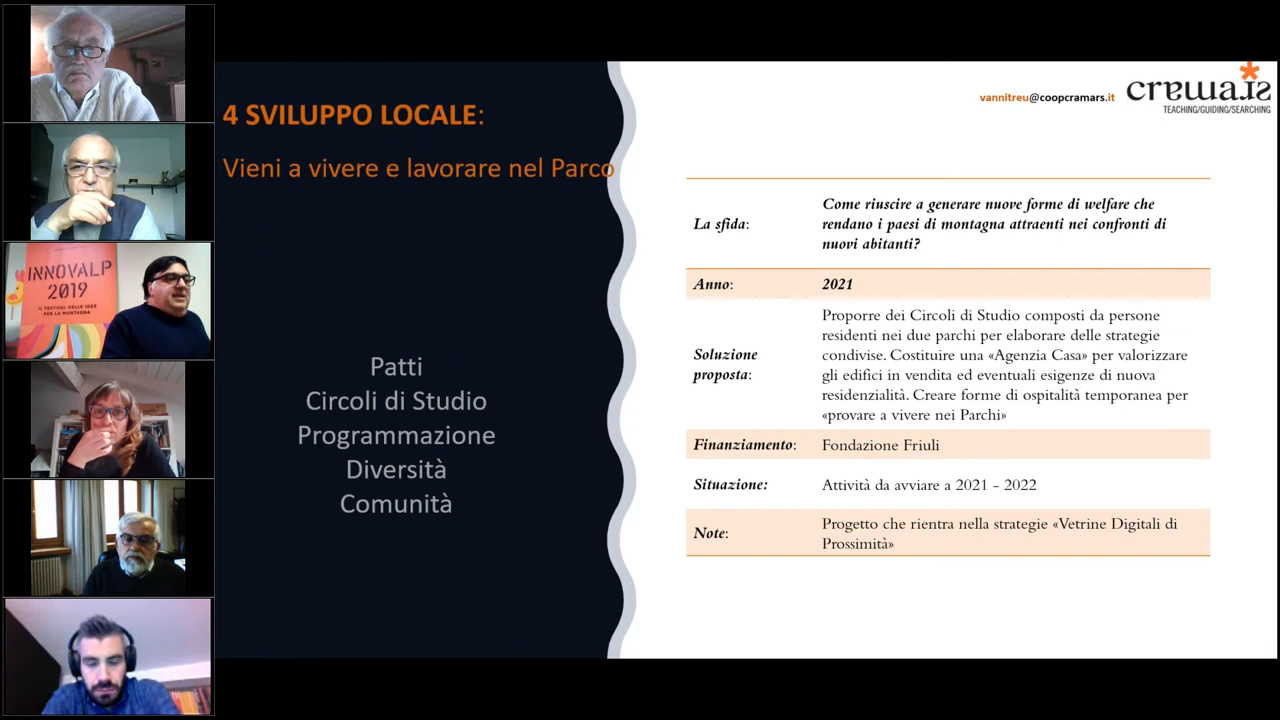 INNOVALP
2019
IL FESTIVAL DELLE IDEE
PER LA MONTAGNA
4 SVILUPPO LOCALE:
Vieni a vivere e lavorare nel Parco
Patti
Circoli di Studio
Programmazione
Diversità
Comunità
vannitreu@coopcramars.it
cramars
TEACHING/GUIDING/SEARCHING
La sfida:
Come riuscire a generare nuove forme di welfare che
rendano i paesi di montagna attraenti nei confronti di
nuovi abitanti?
Anno:
2021
Soluzione
proposta:
Proporre dei Circoli di Studio composti da persone
residenti nei due parchi per elaborare delle strategie
condivise. Costituire una «Agenzia Casa» per valorizzare
gli edifici in vendita ed eventuali esigenze di nuova
residenzialità. Creare forme di ospitalità temporanea per
«provare a vivere nei Parchi»
Finanziamento:
Fondazione Friuli
Situazione:
Attività da avviare a 2021 - 2022
Note:
Progetto che rientra nella strategie «Vetrine Digitali di
Prossimità»